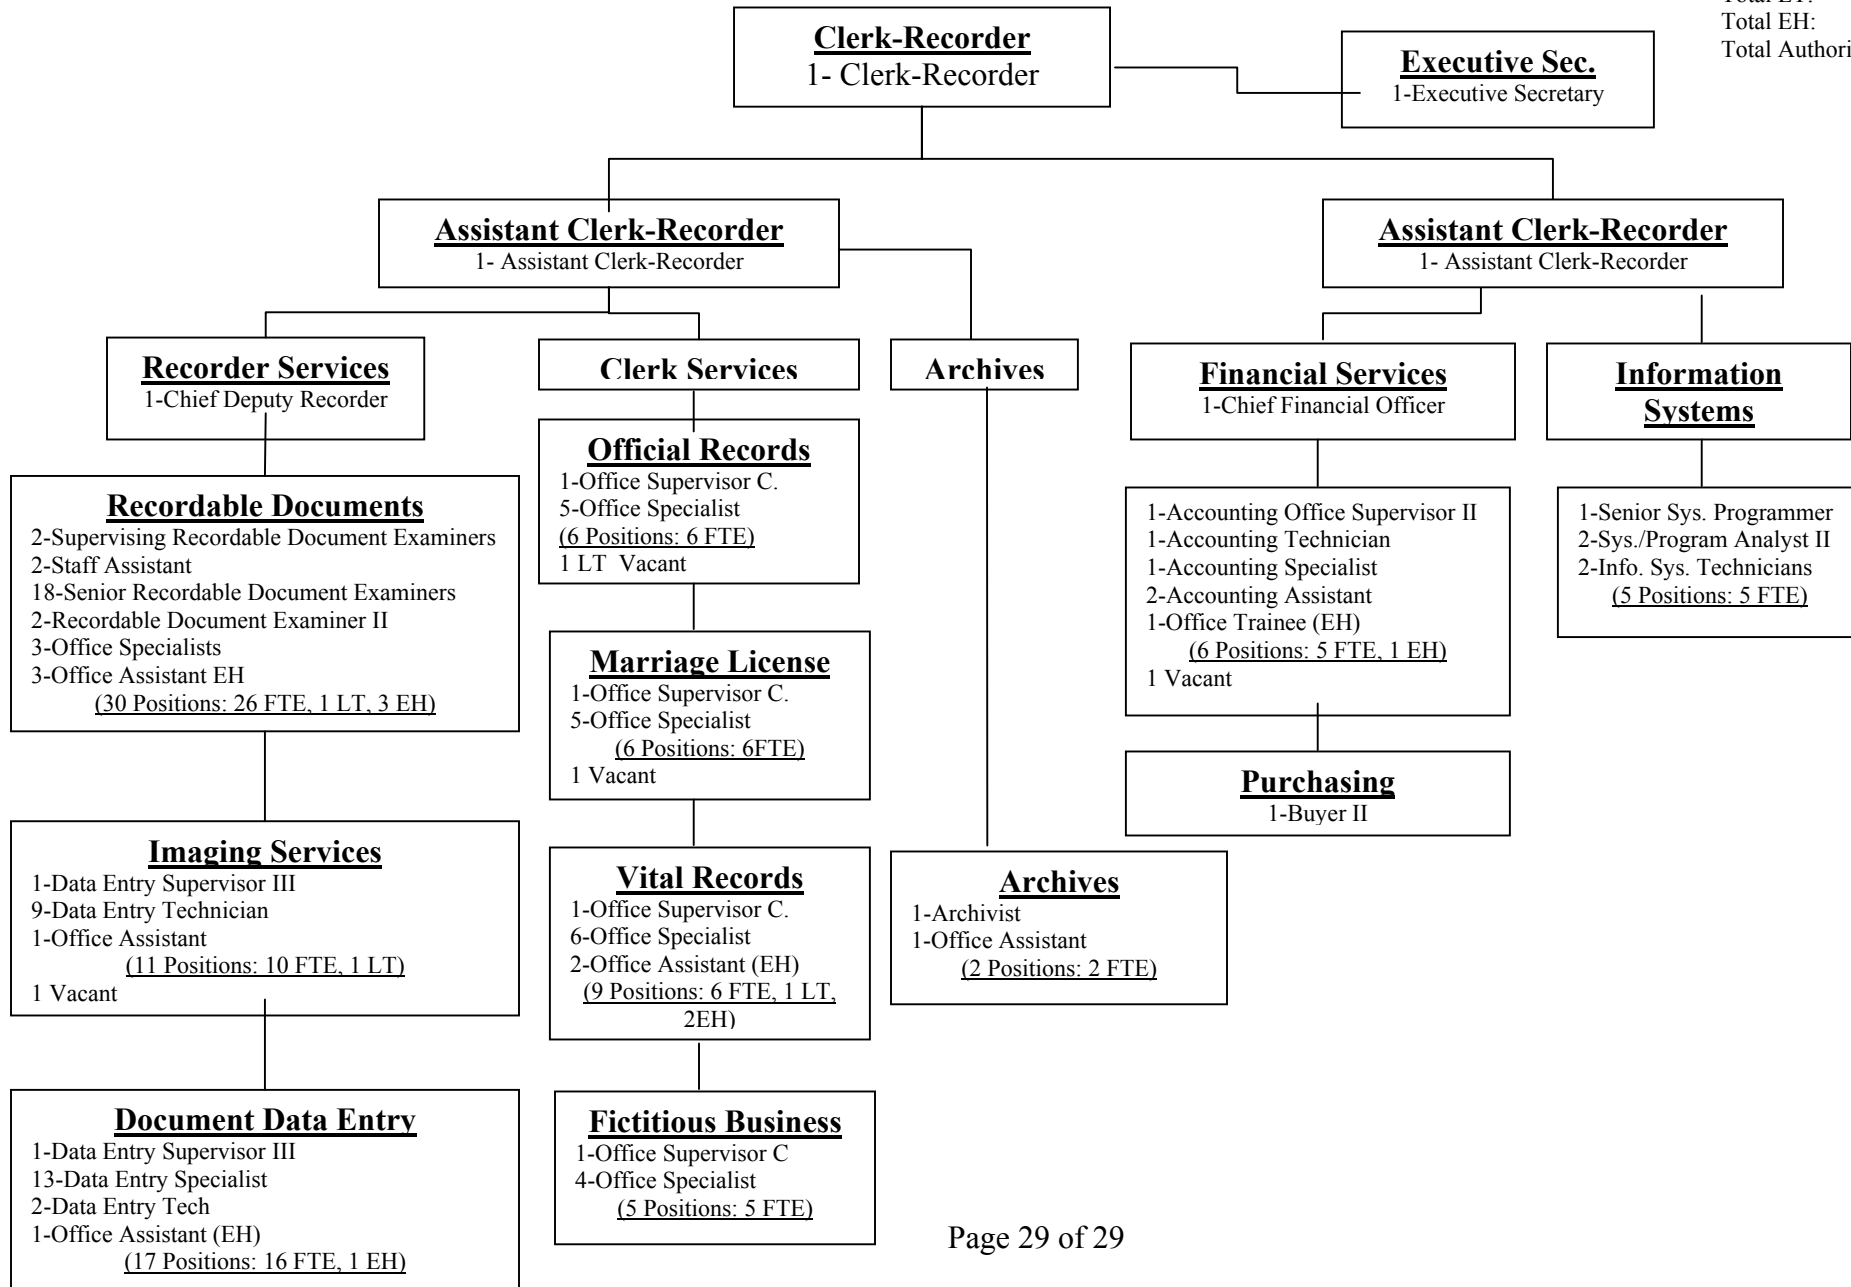 Total EH:
Total Authori
Clerk-Recorder
1- Clerk-Recorder
Executive Sec.
1-Executive Secretary
Assistant Clerk-Recorder
1- Assistant Clerk-Recorder
Assistant Clerk-Recorder
1- Assistant Clerk-Recorder
Recorder Services
1-Chief Deputy Recorder
Clerk Services
Archives
Financial Services
1-Chief Financial Officer
Information
Systems
Recordable Documents
2-Supervising Recordable Document Examiners
2-Staff Assistant
18-Senior Recordable Document Examiners
2-Recordable Document Examiner II
3-Office Specialists
3-Office Assistant EH
(30 Positions: 26 FTE, 1 LT, 3 EH)
Official Records
1-Office Supervisor C.
5-Office Specialist
(6 Positions: 6 FTE)
1 LT  Vacant
1-Accounting Office Supervisor II
1-Accounting Technician
1-Accounting Specialist
2-Accounting Assistant
1-Office Trainee (EH)
(6 Positions: 5 FTE, 1 EH)
1 Vacant
1-Senior Sys. Programmer
2-Sys./Program Analyst II
2-Info. Sys. Technicians
(5 Positions: 5 FTE)
Marriage License
1-Office Supervisor C.
5-Office Specialist
(6 Positions: 6FTE)
1 Vacant
Purchasing
1-Buyer II
Imaging Services
1-Data Entry Supervisor III
9-Data Entry Technician
1-Office Assistant
(11 Positions: 10 FTE, 1 LT)
1 Vacant
Vital Records
1-Office Supervisor C.
6-Office Specialist
2-Office Assistant (EH)
(9 Positions: 6 FTE, 1 LT,
2EH)
Archives
1-Archivist
1-Office Assistant
(2 Positions: 2 FTE)
Document Data Entry
1-Data Entry Supervisor III
13-Data Entry Specialist
2-Data Entry Tech
1-Office Assistant (EH)
(17 Positions: 16 FTE, 1 EH)
Fictitious Business
1-Office Supervisor C
4-Office Specialist
(5 Positions: 5 FTE)
Page 29 of 29